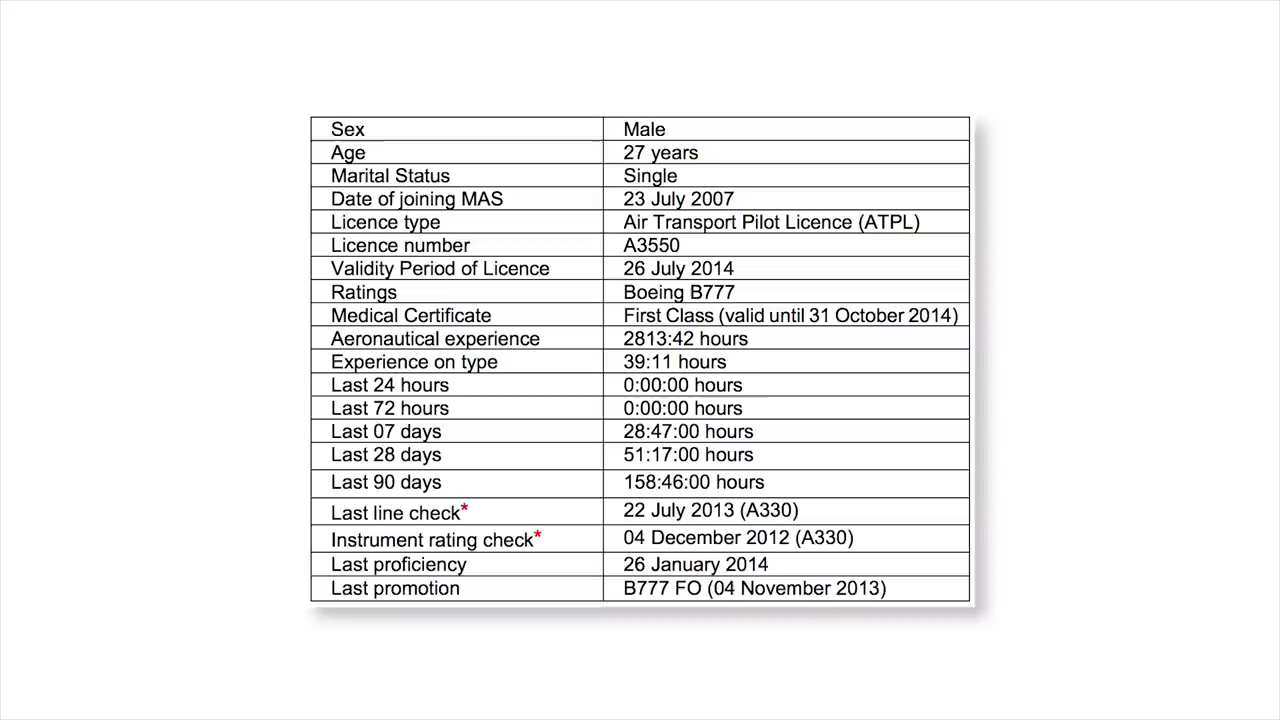 Sex Male
Age 27 years
Marital Status Single
Date of joining MAS 23 July 2007
Licence type Air Transport Pilot Licence (ATPL)
Licence number A3550
Validity Period of Licence 26 July 2014
Ratings Boeing B777
Medical Certificate First Class (valid until 31 October 2014)
Aeronautical experience 2813:42 hours
Experience on type 39:11 hours
Last 24 hours 0:00:00 hours
Last 72 hours 0:00:00 hours
Last 07 days 28:47:00 hours
Last 28 days 51:17:00 hours
Last 90 days 158:46:00 hours
Last line check* 22 July 2013 (A330)
Instrument rating check* 04 December 2012 (A330)
Last proficiency 26 January 2014
Last promotion B777 FO (04 November 2013)